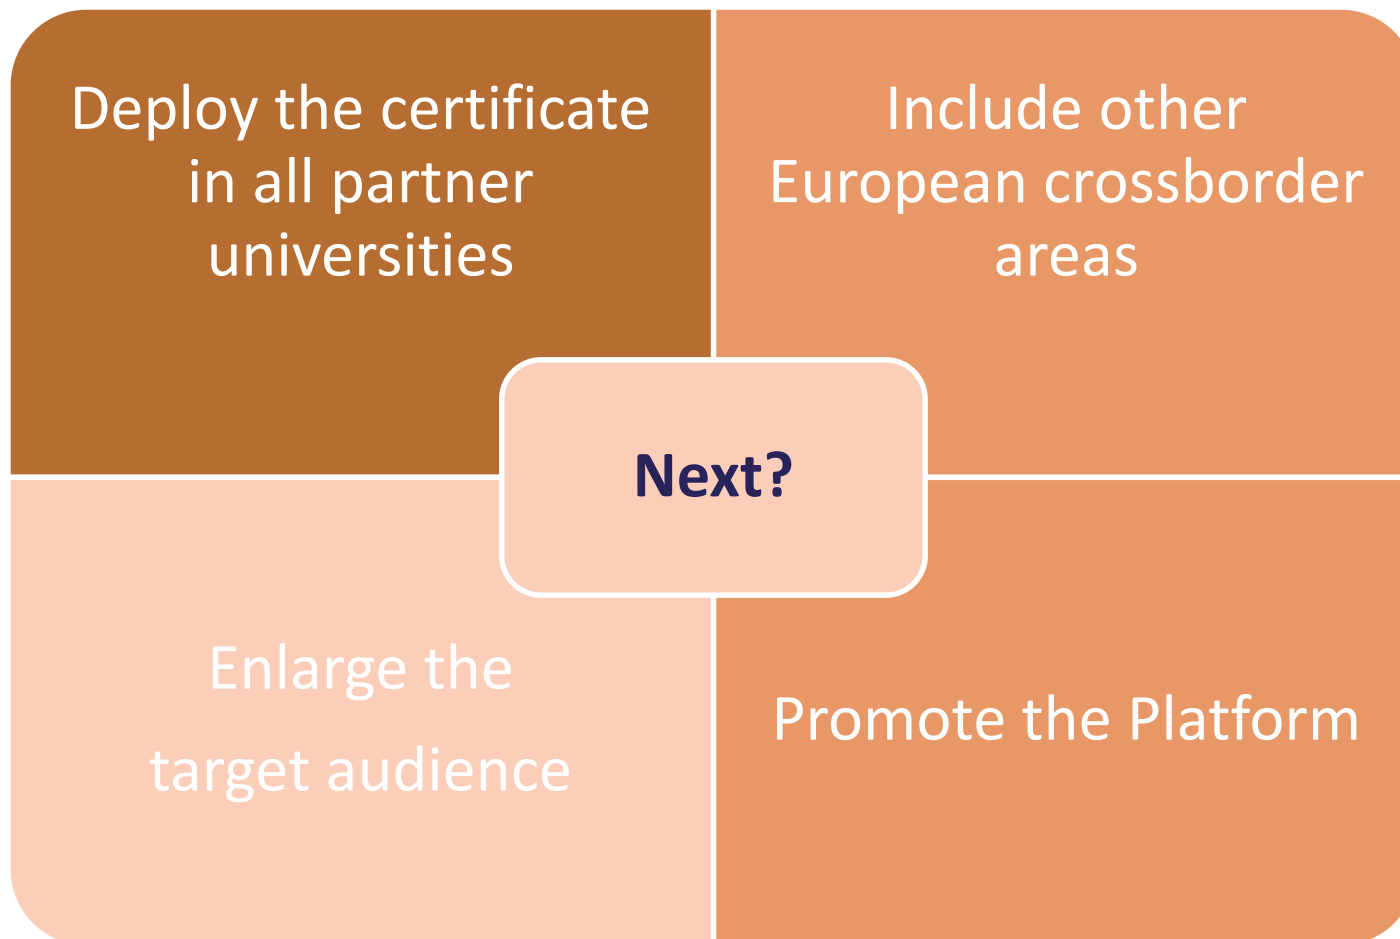 Deploy the certificate
in all partner
universities
Include other
European crossborder
areas
Next?
Enlarge the
target audience
Promote the Platform